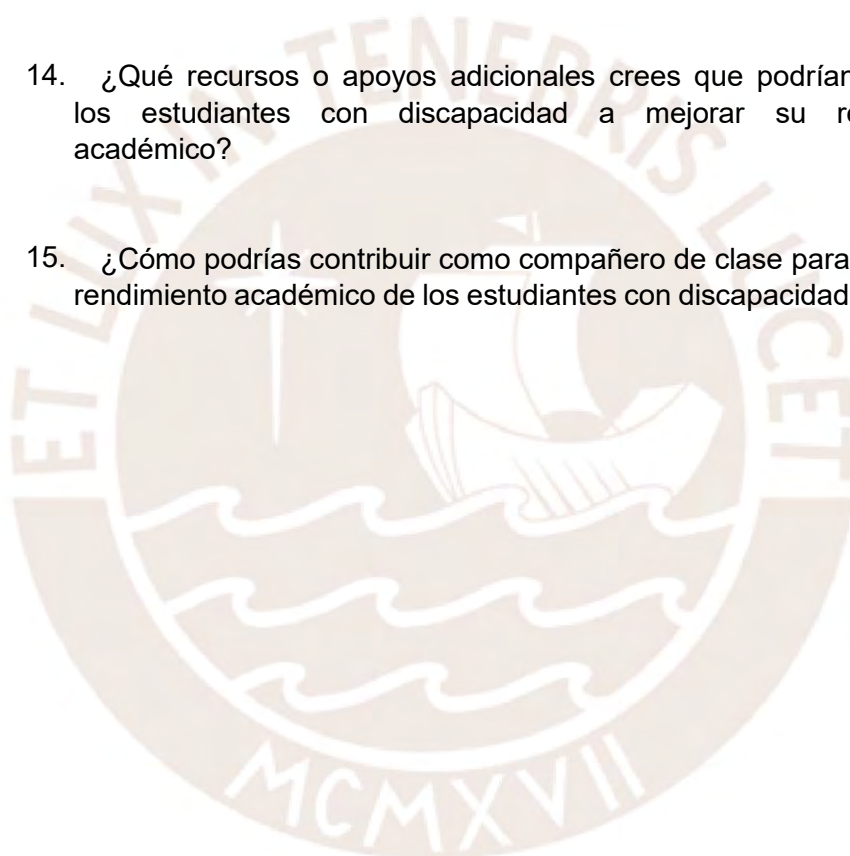 14. ¿Qué recursos o apoyos adicionales crees que podrían
los estudiantes con discapacidad a mejorar su
académico?
15. ¿Cómo podrías contribuir como compañero de clase para
rendimiento académico de los estudiantes con discapacidad
ET LUX IN TENEBRIS LUCET
MCMXVII